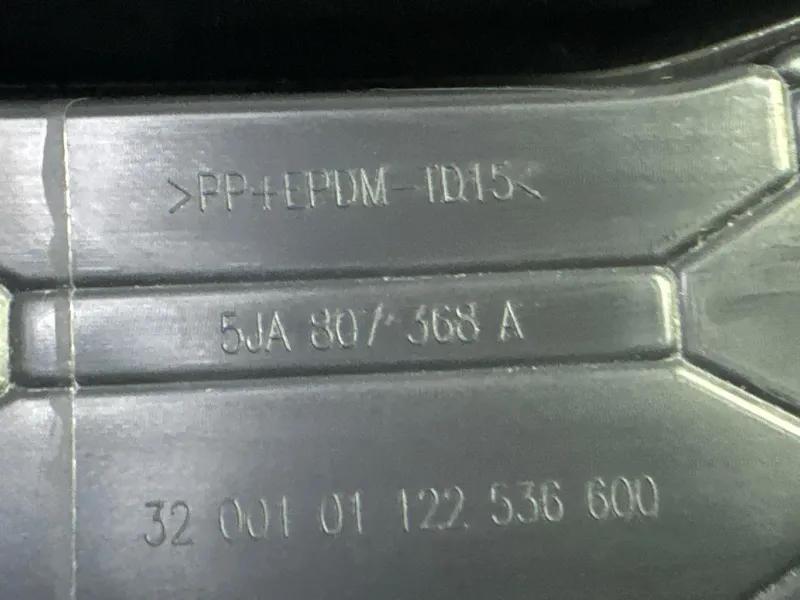 >PP+EPDM-TD15<
5JA 807 368 A
32 001 01 122 536 600